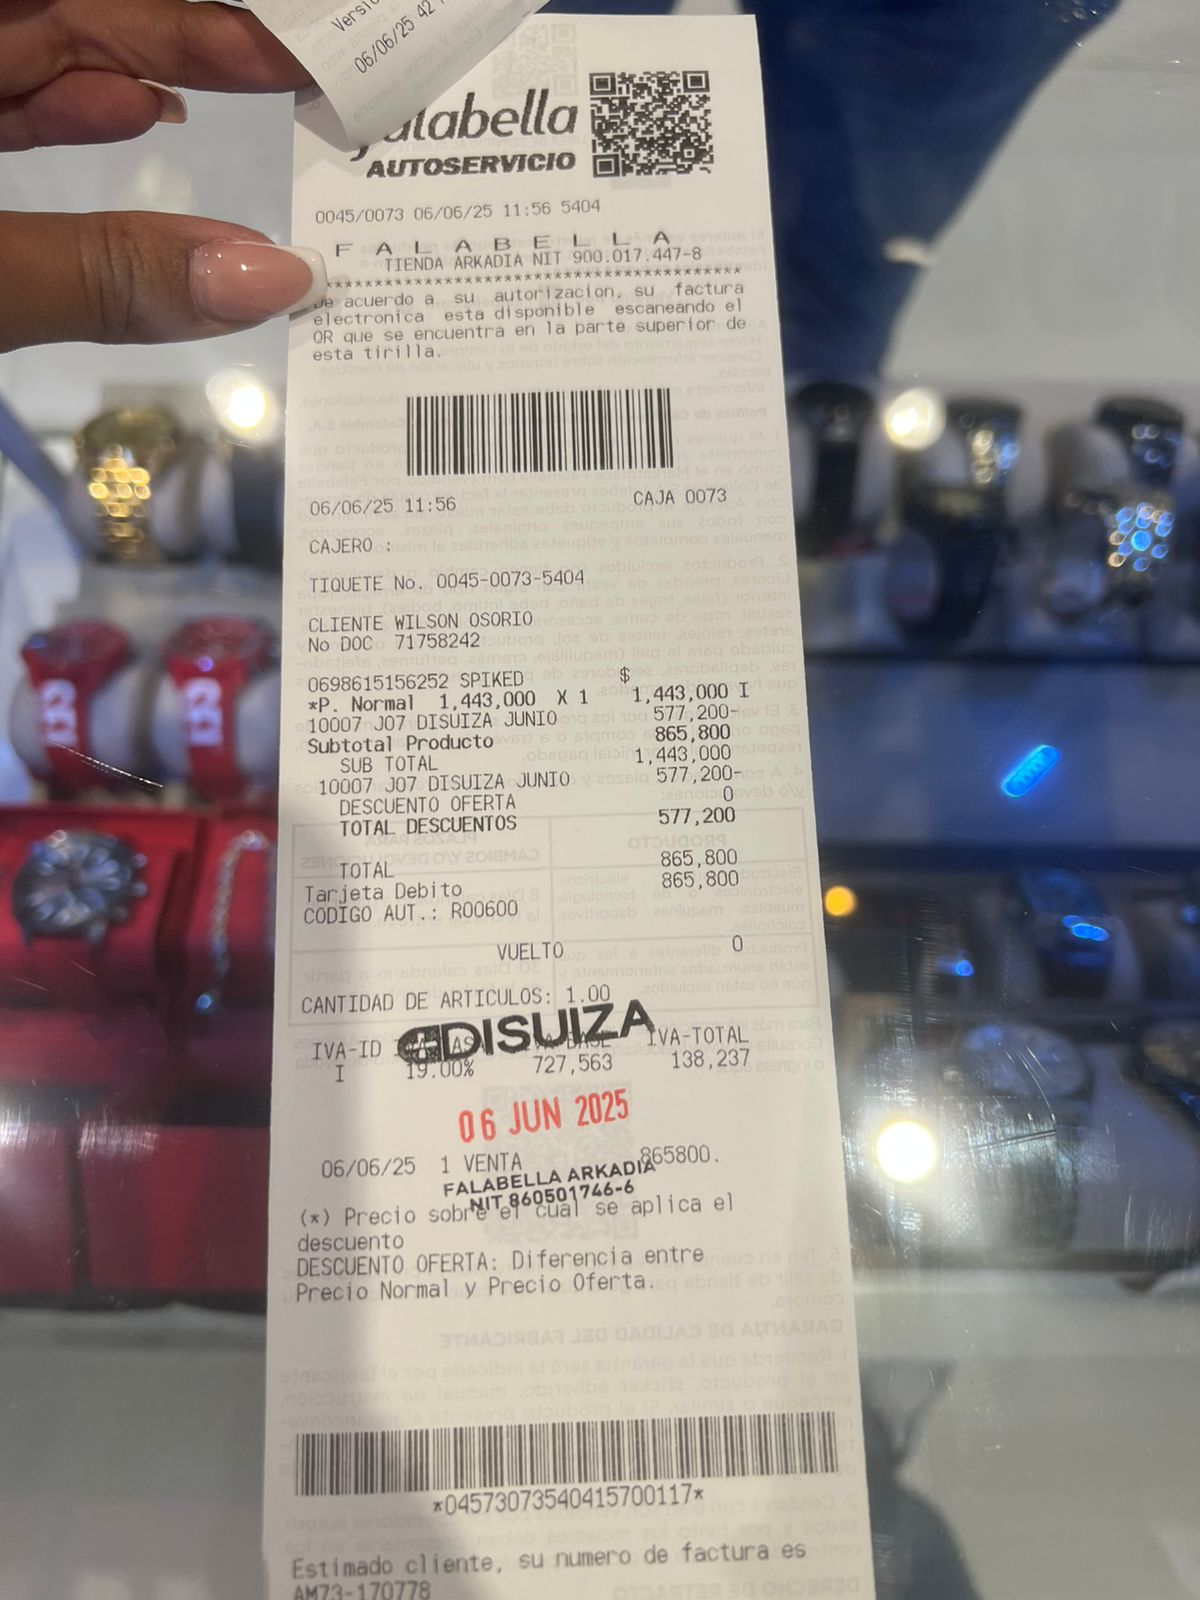 06/06/25 42
falabella
AUTOSERVICIO
0045/0073 06/06/25 11:56 5404
F A L A B E L L A
TIENDA ARKADIA NIT 900.017.447-8
****************************************
De acuerdo a su autorizacion, su factura
electronica esta disponible escaneando el
QR que se encuentra en la parte superior de
esta tirilla.
06/06/25 11:56 CAJA 0073
CAJERO :
TIQUETE No. 0045-0073-5404
CLIENTE WILSON OSORIO
No DOC 71758242
0698615156252 SPIKED $
*P. Normal 1,443,000 X 1 1,443,000 I
10007 J07 DISUIZA JUNIO 577,200-
Subtotal Producto 865,800
SUB TOTAL 1,443,000
10007 J07 DISUIZA JUNIO 577,200-
DESCUENTO OFERTA 0
TOTAL DESCUENTOS 577,200
TOTAL 865,800
Tarjeta Debito 865,800
CODIGO AUT.: R00600
VUELTO 0
CANTIDAD DE ARTICULOS: 1.00
DISUIZA
IVA-ID IVA-TOTAL
I 19.00% 727,563 138,237
06 JUN 2025
06/06/25 1 VENTA 865800.
FALABELLA ARKADIA
NIT 860501746-6
(*) Precio sobre el cual se aplica el
descuento
DESCUENTO OFERTA: Diferencia entre
Precio Normal y Precio Oferta.
*04573073540415700117*
Estimado cliente, su numero de factura es
AM73-170778